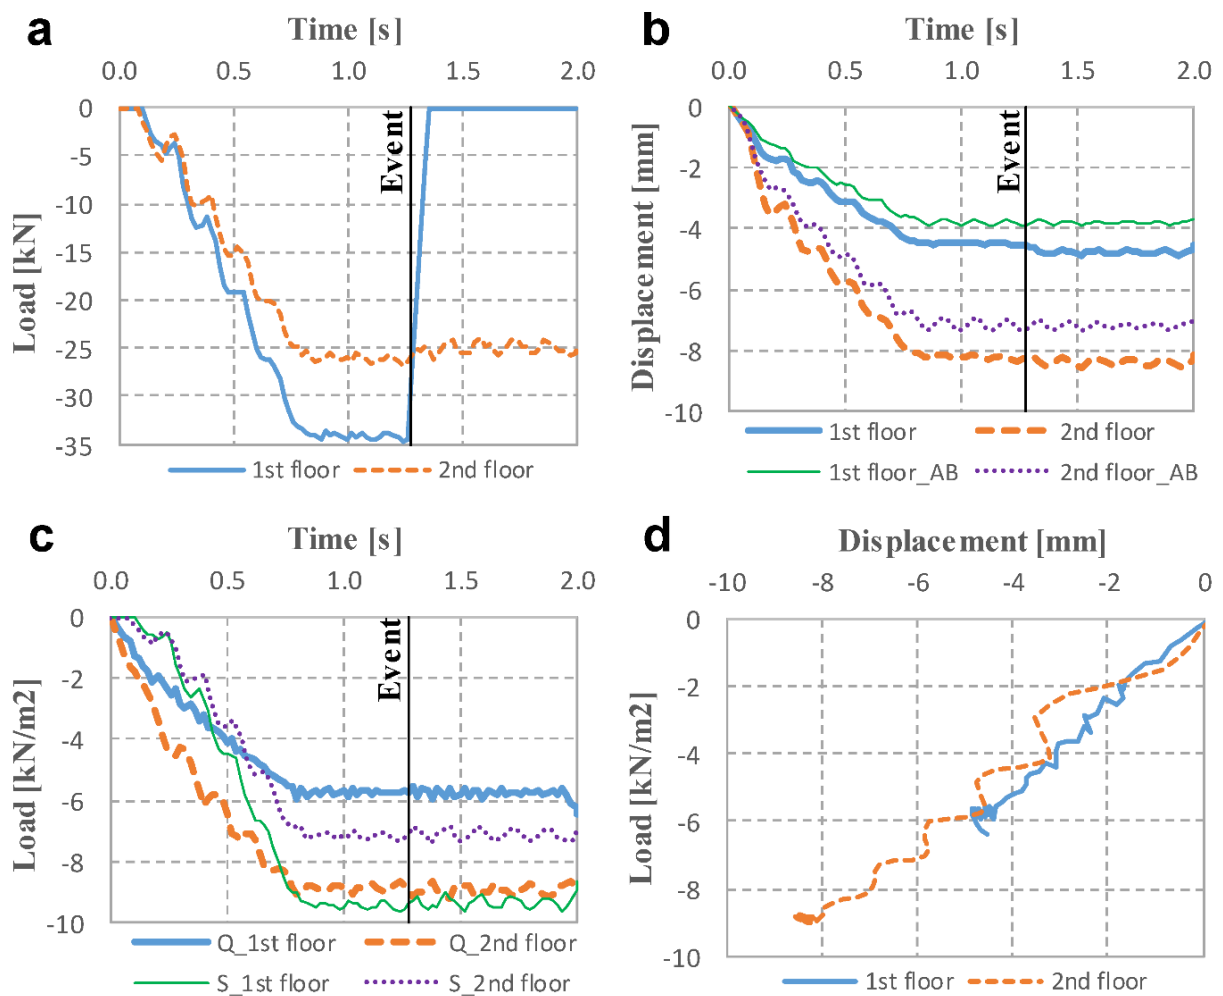 a
Time [s]
0.0 0.5 1.0 1.5 2.0
0
-5
-10
-15
-20
-25
-30
-35
Load [kN]
Event
1st floor 2nd floor
b
Time [s]
0.0 0.5 1.0 1.5 2.0
0
-2
-4
-6
-8
-10
Displacement [mm]
Event
1st floor 2nd floor
1st floor_AB 2nd floor_AB
c
Time [s]
0.0 0.5 1.0 1.5 2.0
0
-2
-4
-6
-8
-10
Load [kN/m2]
Event
Q_1st floor Q_2nd floor
S_1st floor S_2nd floor
d
Displacement [mm]
-10 -8 -6 -4 -2 0
0
-2
-4
-6
-8
-10
Load [kN/m2]
1st floor 2nd floor